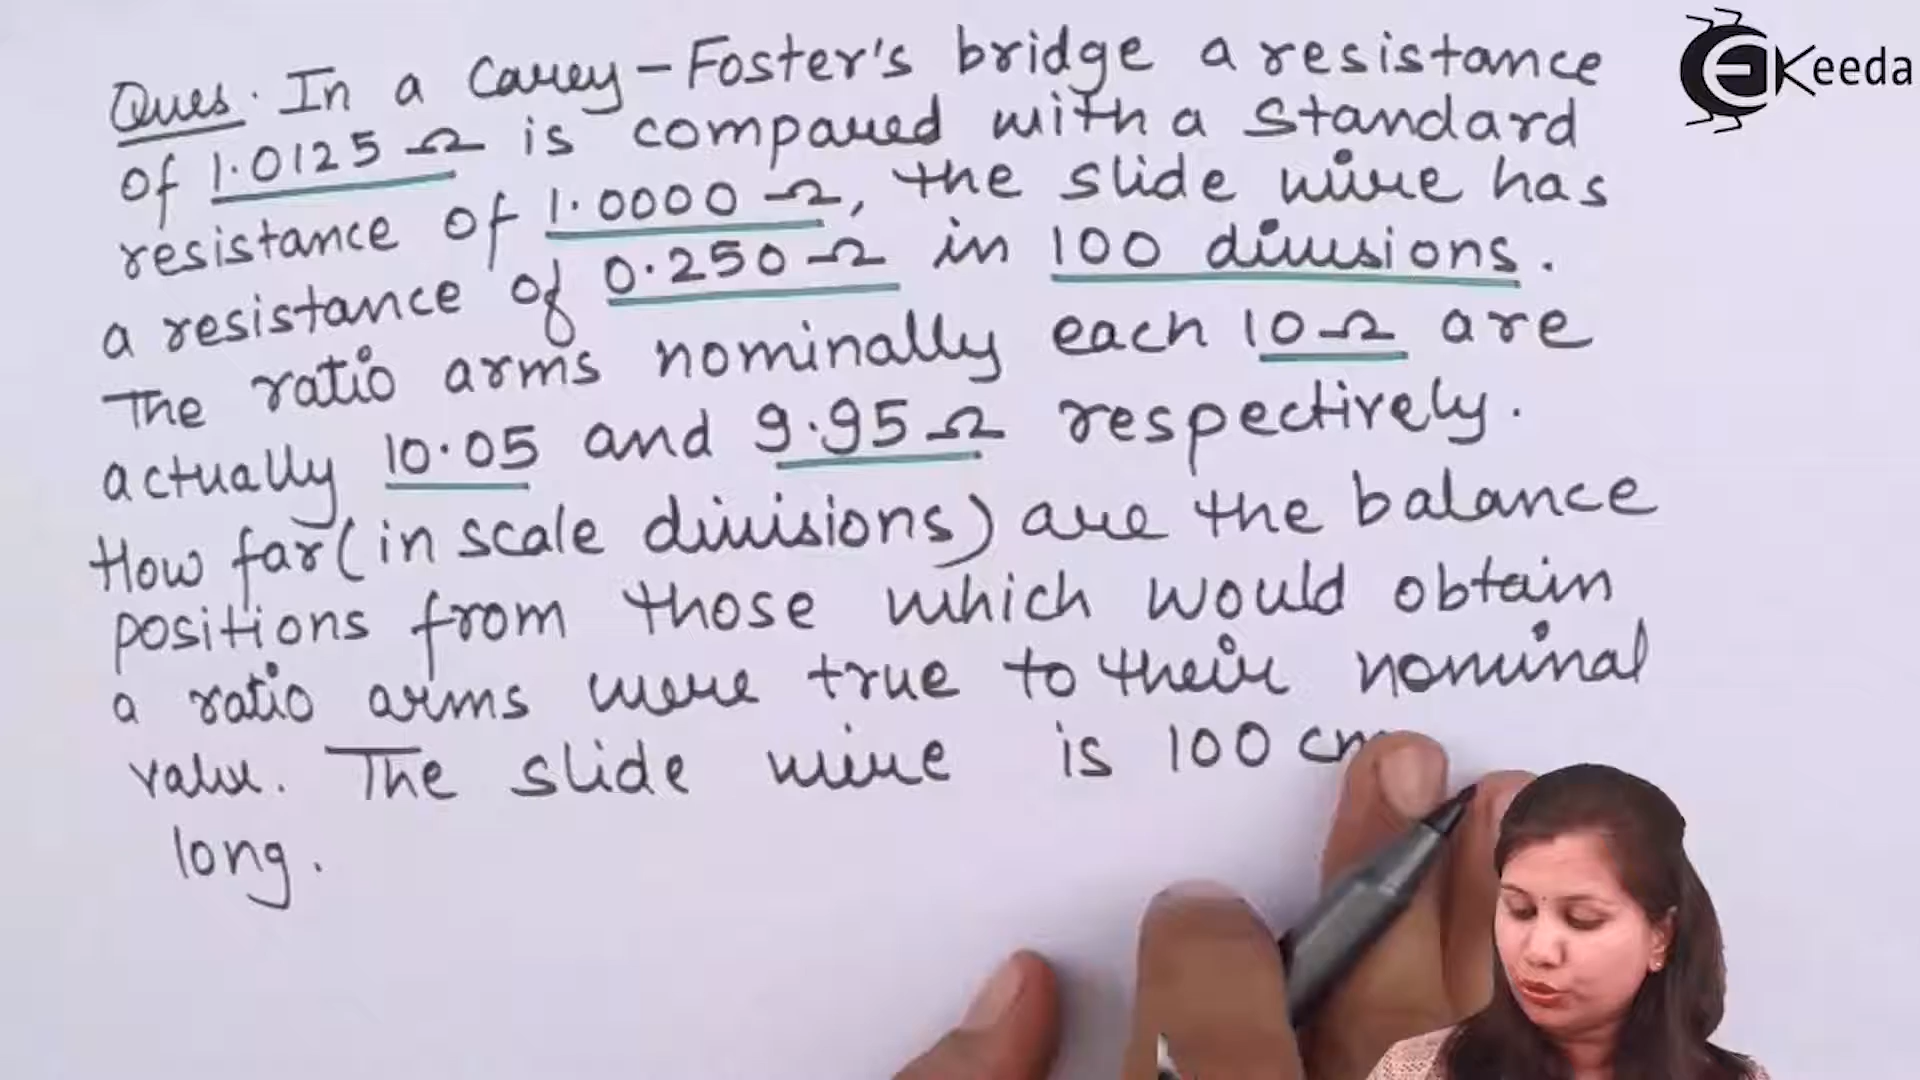 Ques. In a Carey-Foster's bridge a resistance
of 1.0125 Ω is compared with a standard
resistance of 1.0000 Ω, the slide wire has
a resistance of 0.250 Ω in 100 divisions.
The ratio arms nominally each 10 Ω are
actually 10.05 and 9.95 Ω respectively.
How far (in scale divisions) are the balance
positions from those which would obtain
a ratio arms were true to their nominal
value. The slide wire is 100 cm
long.
EKeeda